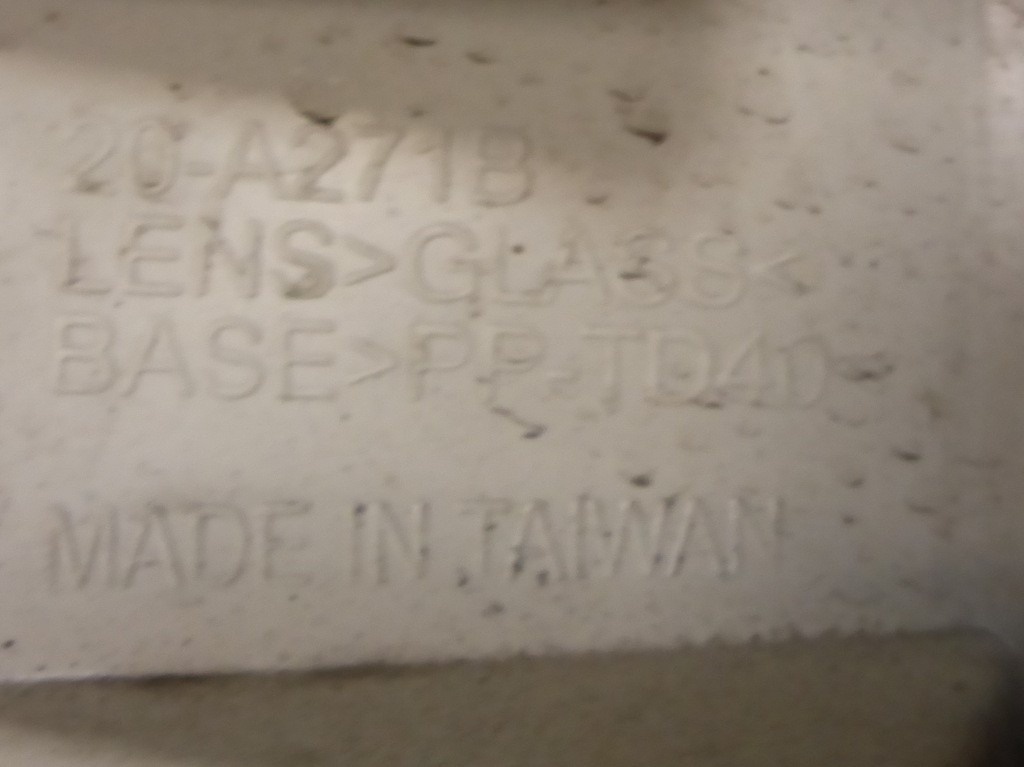 20-A271B
LENS>GLASS<
BASE>PP-TD40
MADE IN TAIWAN